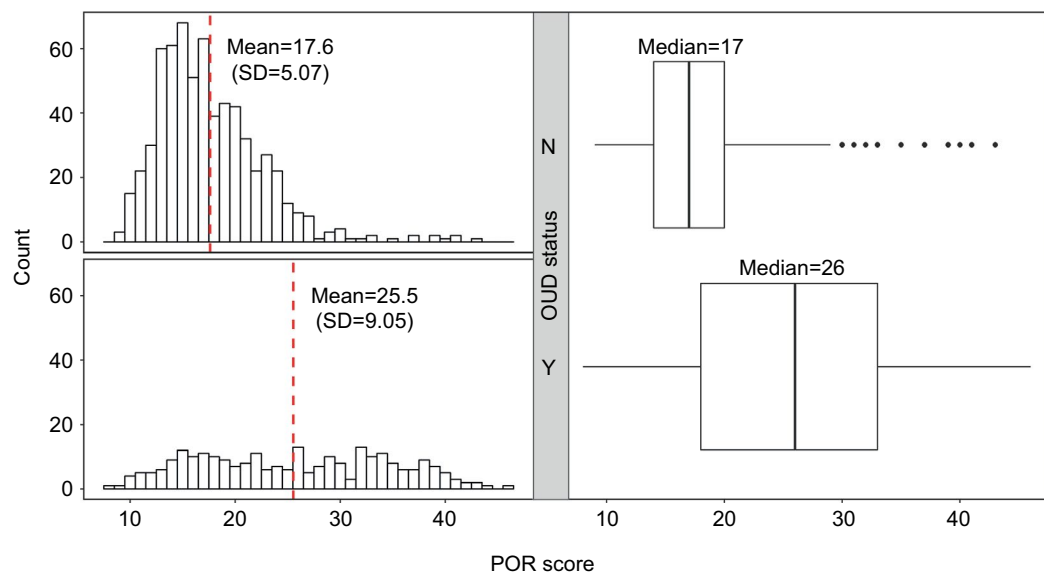 Count
60
40
20
0
Mean=17.6
(SD=5.07)
60
40
20
0
Mean=25.5
(SD=9.05)
10
20
30
40
OUD status
N
Y
Median=17
Median=26
10
20
30
40
POR score